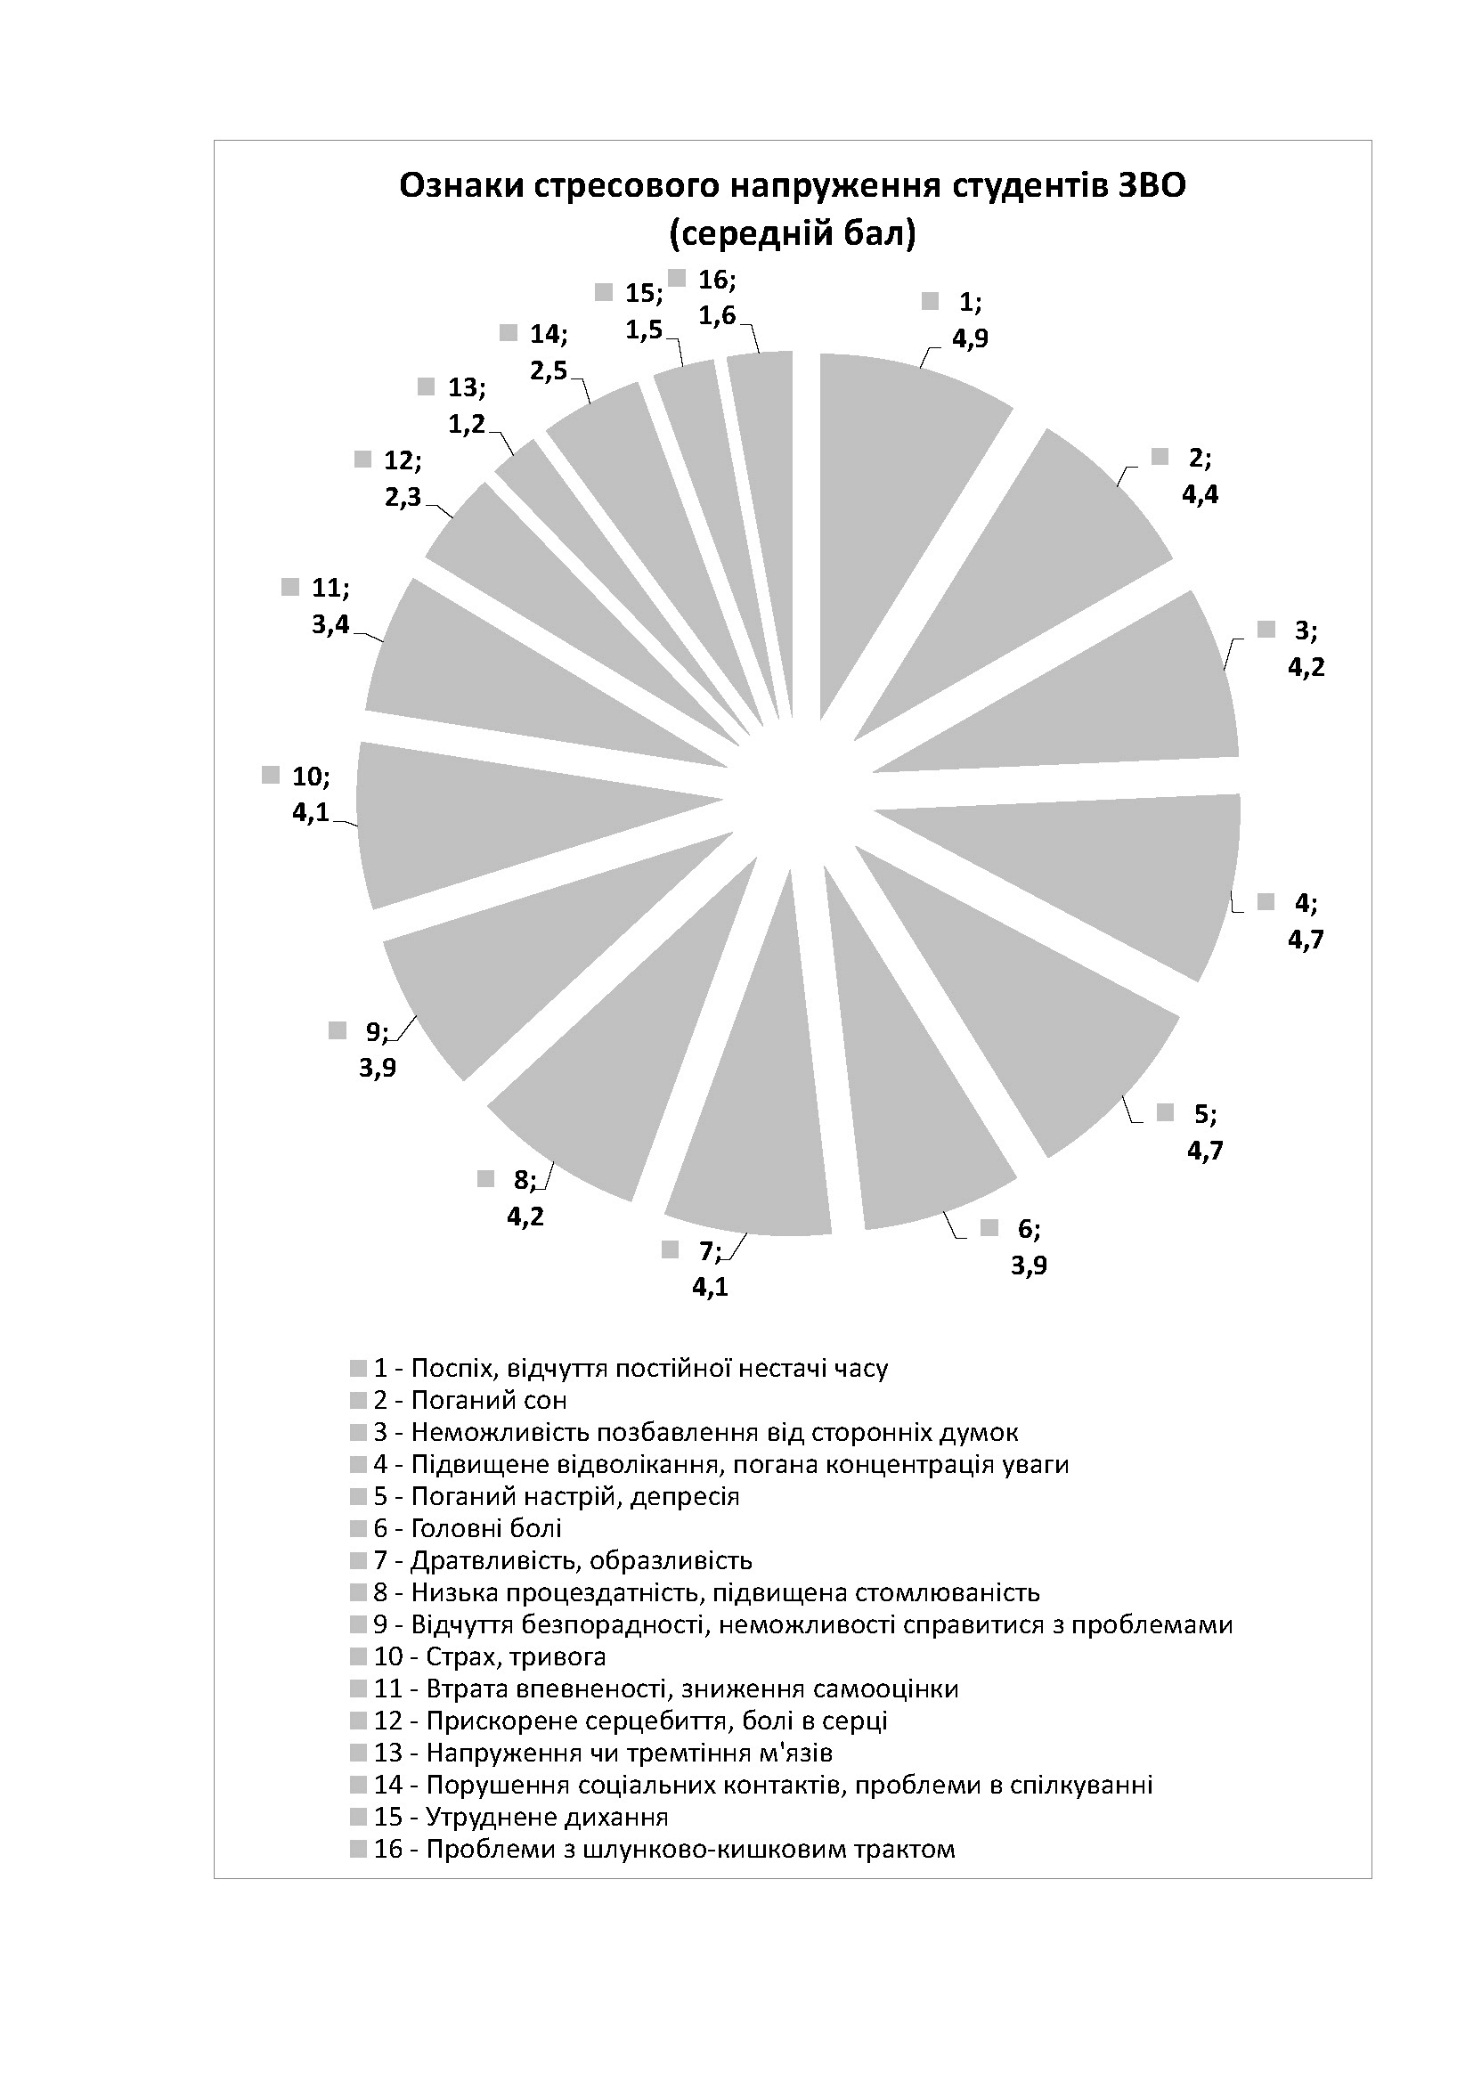 Ознаки стресового напруження студентів ЗВО
(середній бал)
1;
4,9
2;
4,4
3;
4,2
4;
4,7
5;
4,7
6;
3,9
7;
4,1
8;
4,2
9;
3,9
10;
4,1
11;
3,4
12;
2,3
13;
1,2
14;
2,5
15;
1,5
16;
1,6
1 - Поспіх, відчуття постійної нестачі часу
2 - Поганий сон
3 - Неможливість позбавлення від сторонніх думок
4 - Підвищене відволікання, погана концентрація уваги
5 - Поганий настрій, депресія
6 - Головні болі
7 - Дратвливість, образливість
8 - Низька процездатність, підвищена стомлюваність
9 - Відчуття безпорадності, неможливості справитися з проблемами
10 - Страх, тривога
11 - Втрата впевненості, зниження самооцінки
12 - Прискорене серцебиття, болі в серці
13 - Напруження чи тремтіння м'язів
14 - Порушення соціальних контактів, проблеми в спілкуванні
15 - Утруднене дихання
16 - Проблеми з шлунково-кишковим трактом